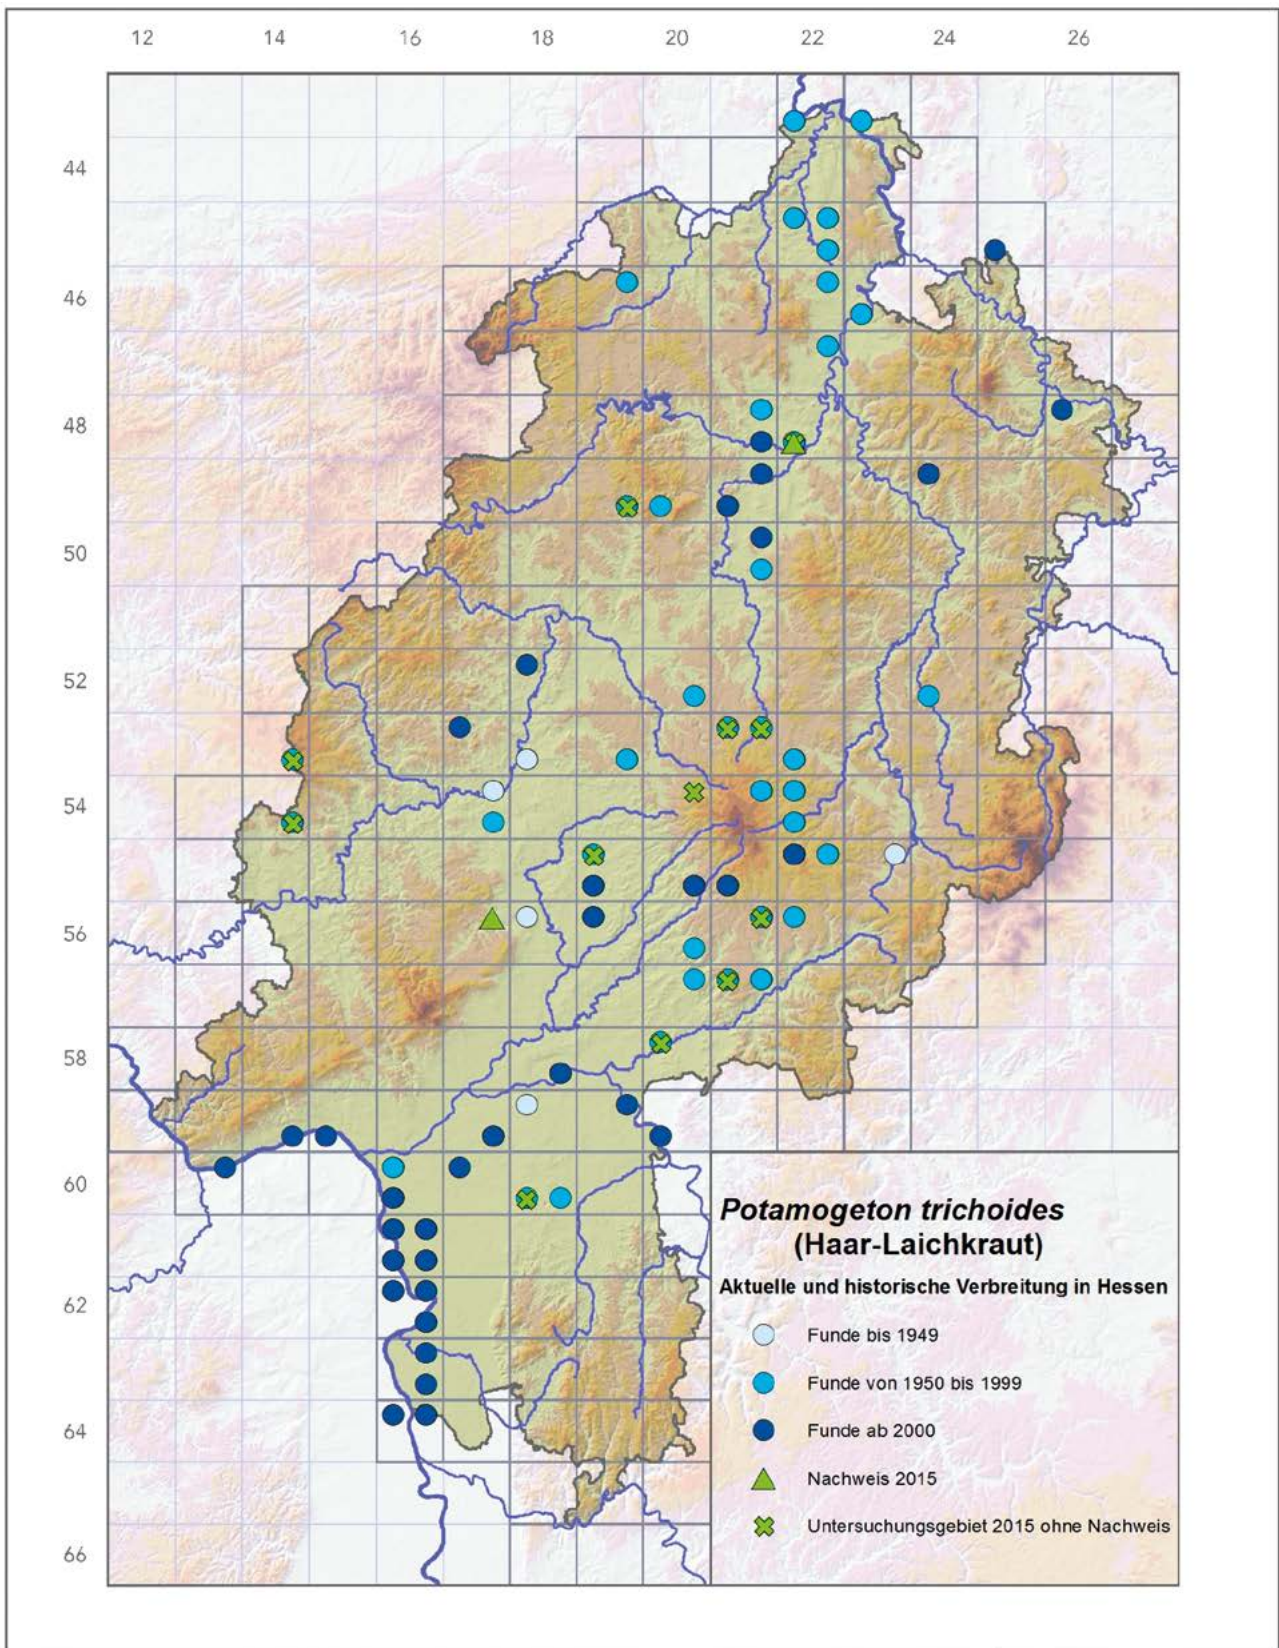 12 14 16 18 20 22 24 26
44
46
48
50
52
54
56
58
60
62
64
66
Potamogeton trichoides
(Haar-Laichkraut)
Aktuelle und historische Verbreitung in Hessen
Funde bis 1949
Funde von 1950 bis 1999
Funde ab 2000
Nachweis 2015
Untersuchungsgebiet 2015 ohne Nachweis